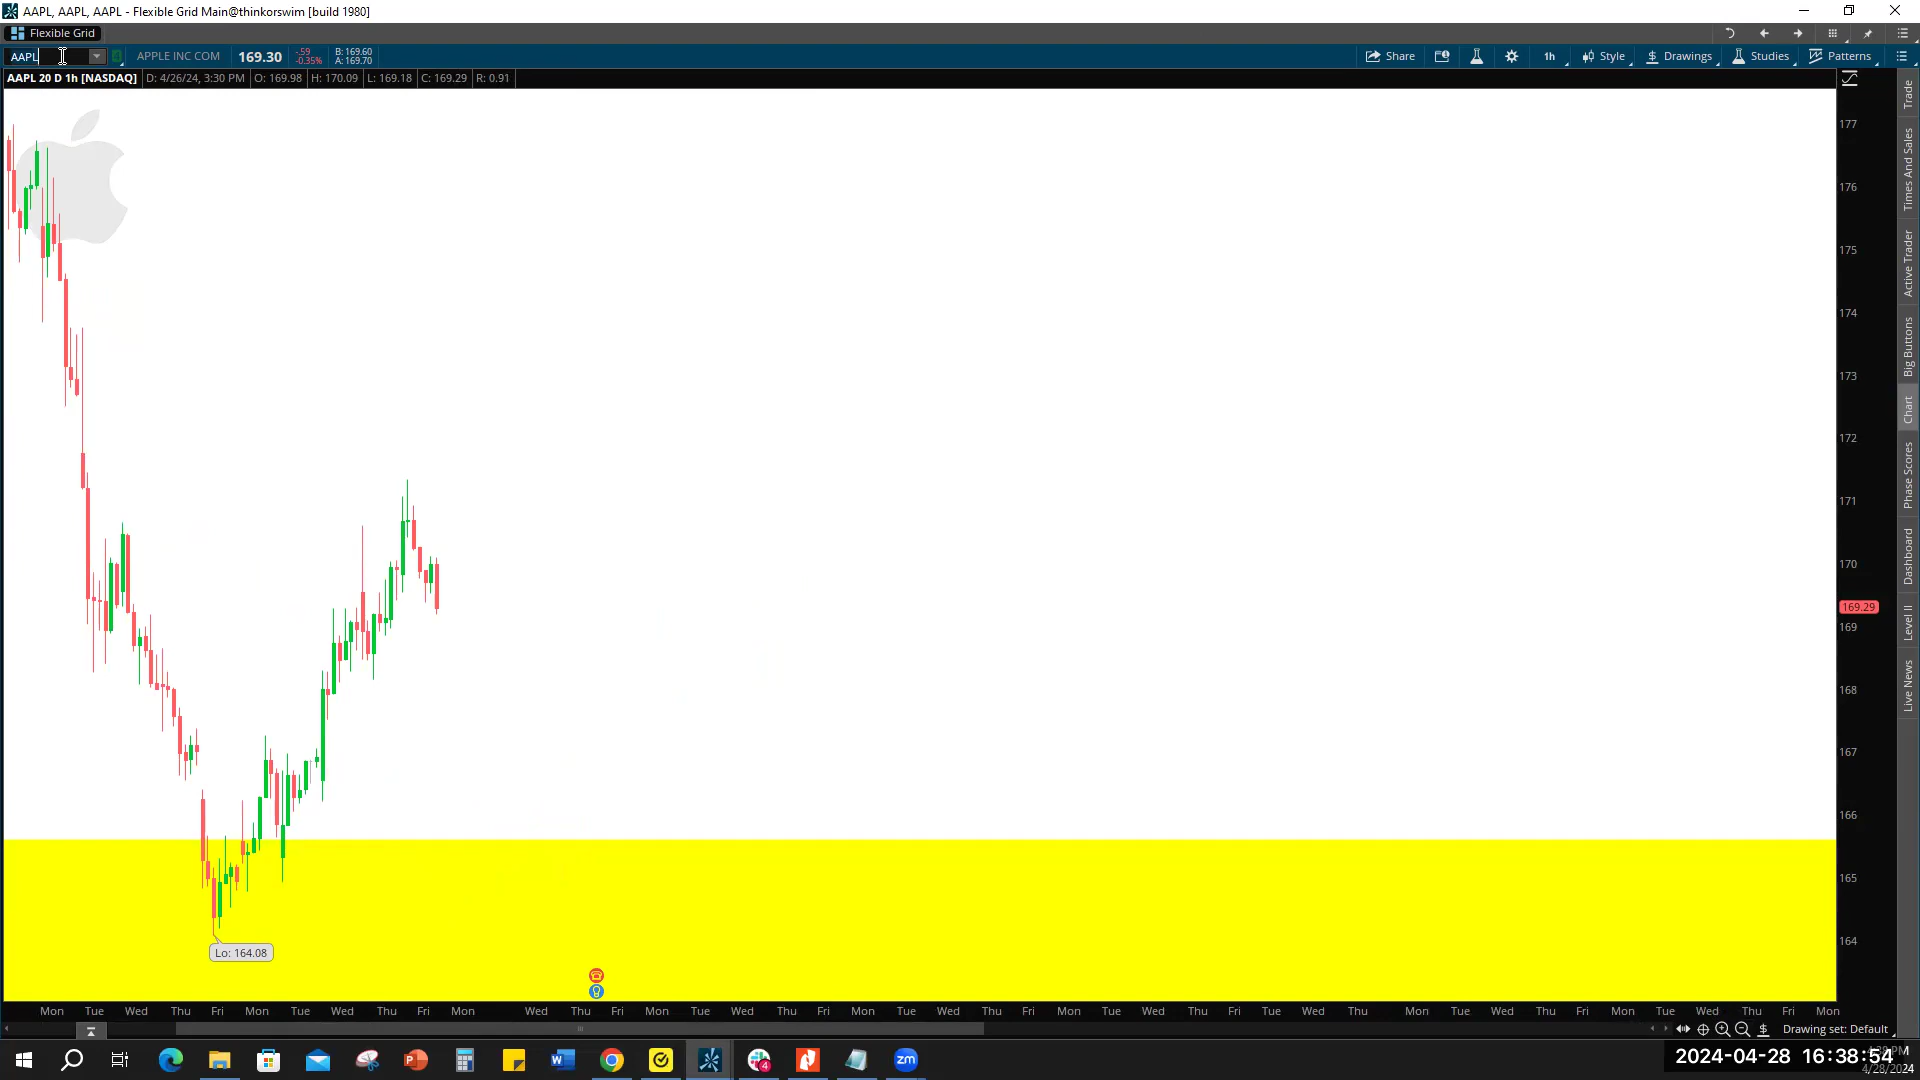 AAPL, AAPL, AAPL - Flexible Grid Main@thinkorswim [build 1980]
Flexible Grid
AAPL APPLE INC COM 169.30 -.59 -0.35% B: 169.60 A: 169.70 Share 1h Style Drawings Studies Patterns
AAPL 20 D 1h [NASDAQ] D: 4/26/24, 3:30 PM O: 169.98 H: 170.09 L: 169.18 C: 169.29 R: 0.91
177
176
175
174
173
172
171
170
169.29
169
168
167
166
165
164
Lo: 164.08
Trade
Times And Sales
Active Trader
Big Buttons
Chart
Phase Scores
Dashboard
Level II
Live News
Mon Tue Wed Thu Fri Mon Tue Wed Thu Fri Mon Wed Thu Fri Mon Tue Wed Thu Fri Mon Tue Wed Thu Fri Mon Tue Wed Thu Mon Tue Wed Thu Fri Mon Tue Wed Thu Fri Mon
Drawing set: Default
2024-04-28 16:38:54
4/28/2024